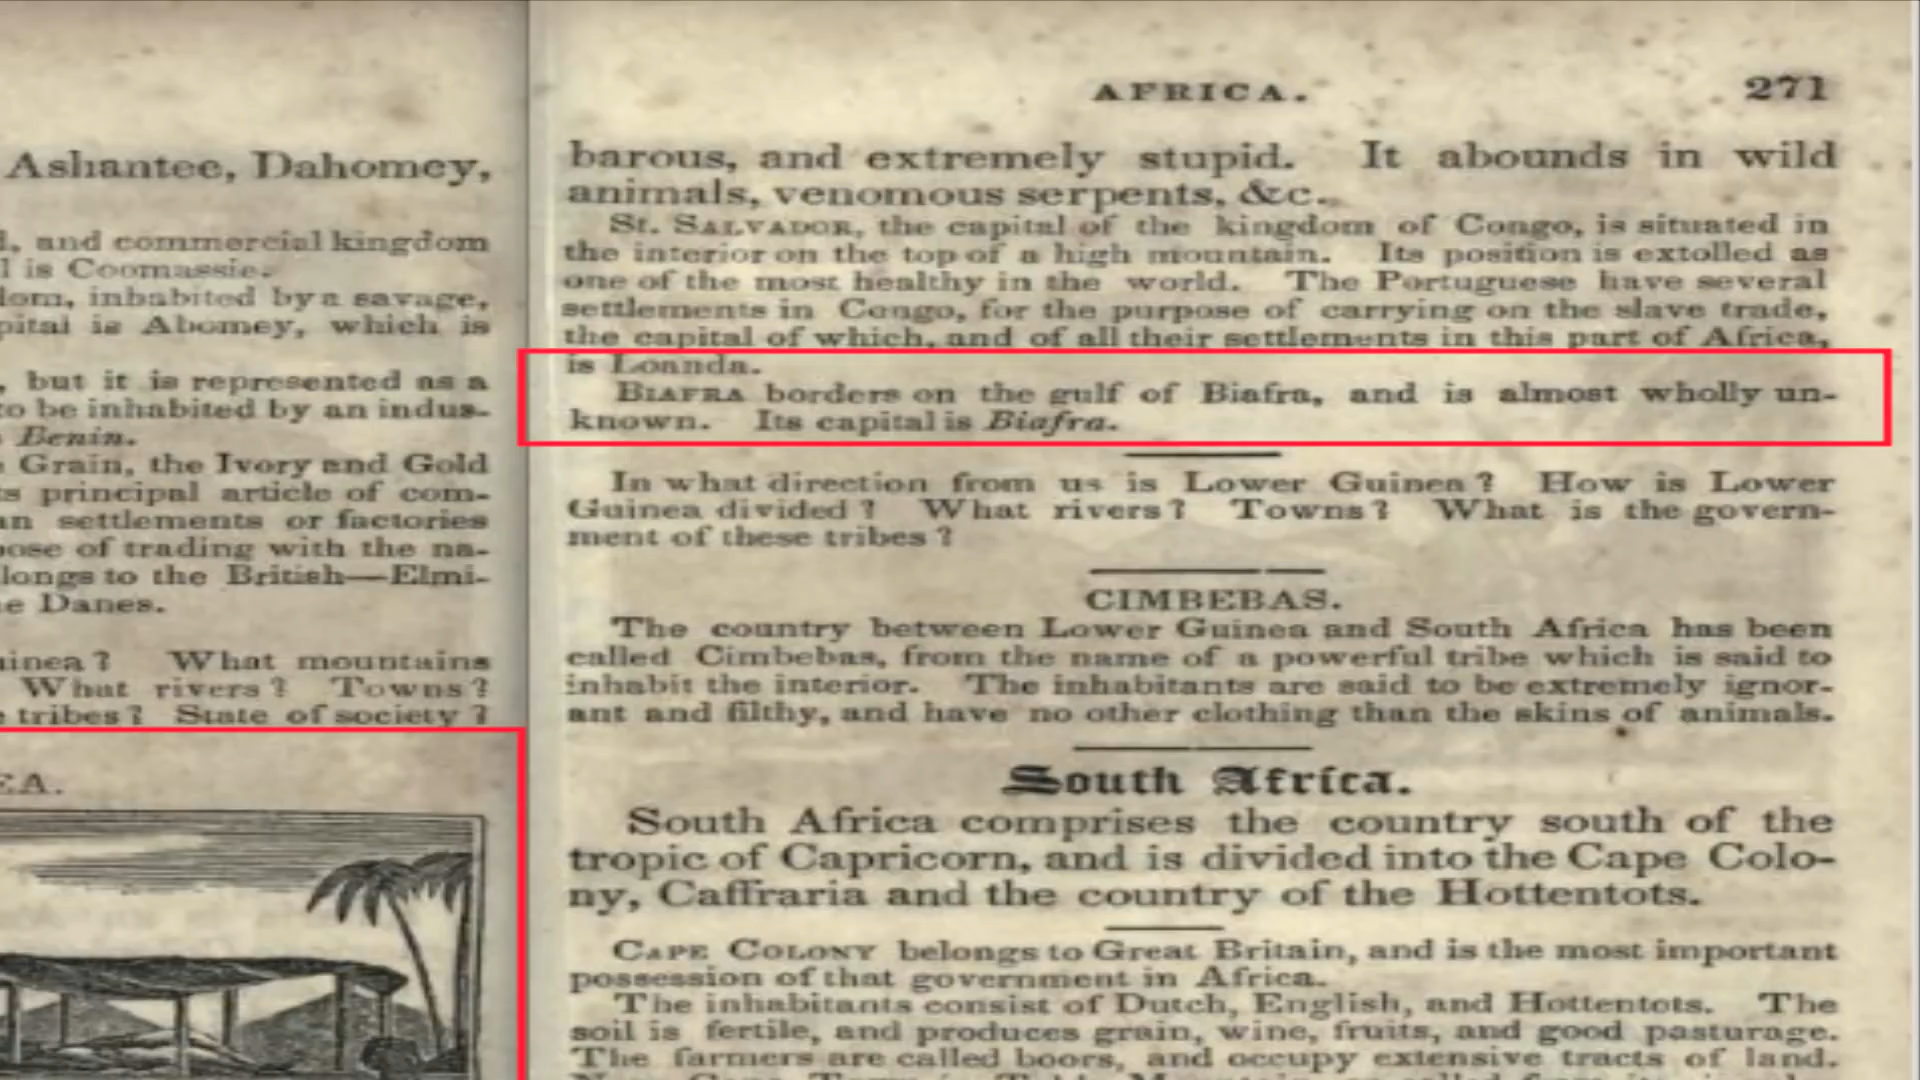 Ashantee, Dahomey,
and commercial kingdom
is Coomassie.
inhabited by a savage,
is Abomey, which is
but it is represented as a
to be inhabited by an indus-
Benin.
Grain, the Ivory and Gold
principal article of com-
settlements or factories
of trading with the na-
to the British—Elmi-
Danes.
What mountains
What rivers? Towns?
tribes? State of society?
AFRICA. 271
barous, and extremely stupid. It abounds in wild
animals, venomous serpents, &c.
St. Salvador, the capital of the kingdom of Congo, is situated in
the interior on the top of a high mountain. Its position is extolled as
one of the most healthy in the world. The Portuguese have several
settlements in Congo, for the purpose of carrying on the slave trade,
the capital of which, and of all their settlements in this part of Africa,
is Loanda.
Biafra borders on the gulf of Biafra, and is almost wholly un-
known. Its capital is Biafra.
In what direction from us is Lower Guinea? How is Lower
Guinea divided? What rivers? Towns? What is the govern-
ment of these tribes?
CIMBEBAS.
The country between Lower Guinea and South Africa has been
called Cimbebas, from the name of a powerful tribe which is said to
inhabit the interior. The inhabitants are said to be extremely ignor-
ant and filthy, and have no other clothing than the skins of animals.
South Africa.
South Africa comprises the country south of the
tropic of Capricorn, and is divided into the Cape Colo-
ny, Caffraria and the country of the Hottentots.
Cape Colony belongs to Great Britain, and is the most important
possession of that government in Africa.
The inhabitants consist of Dutch, English, and Hottentots. The
soil is fertile, and produces grain, wine, fruits, and good pasturage.
The farmers are called boors, and occupy extensive tracts of land.